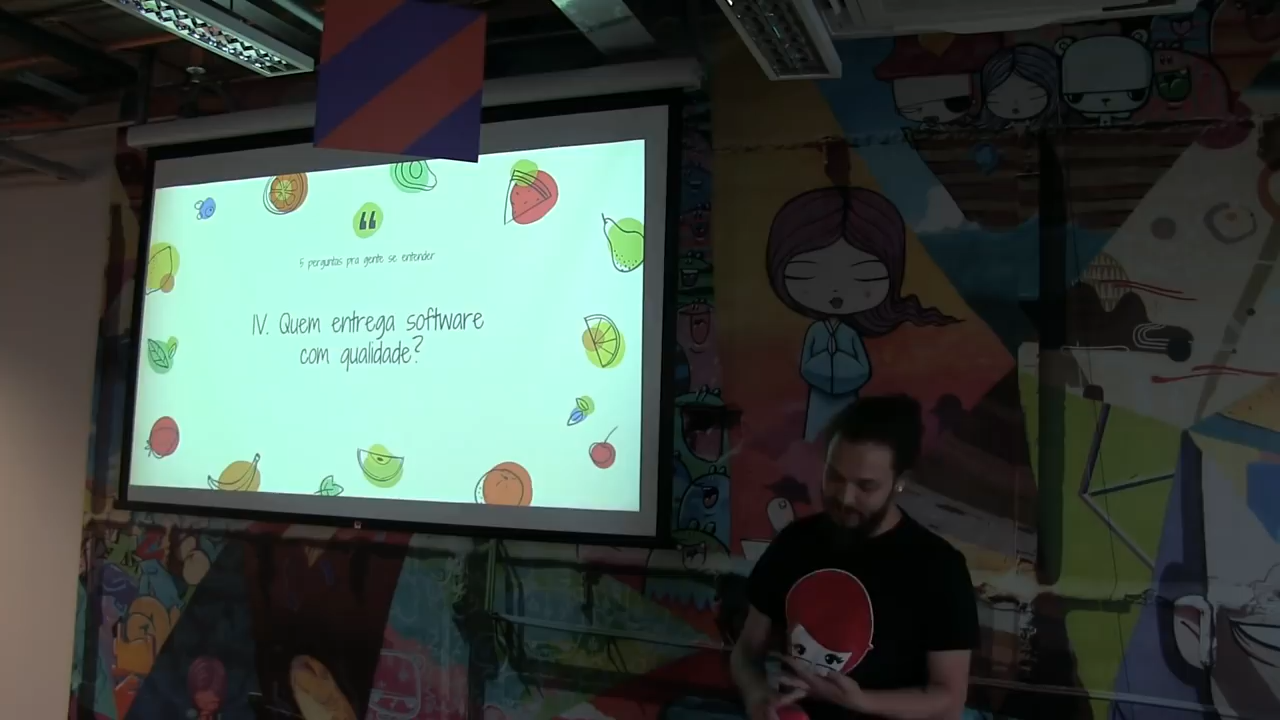 “
5 perguntas pra gente se entender
IV. Quem entrega software
com qualidade?